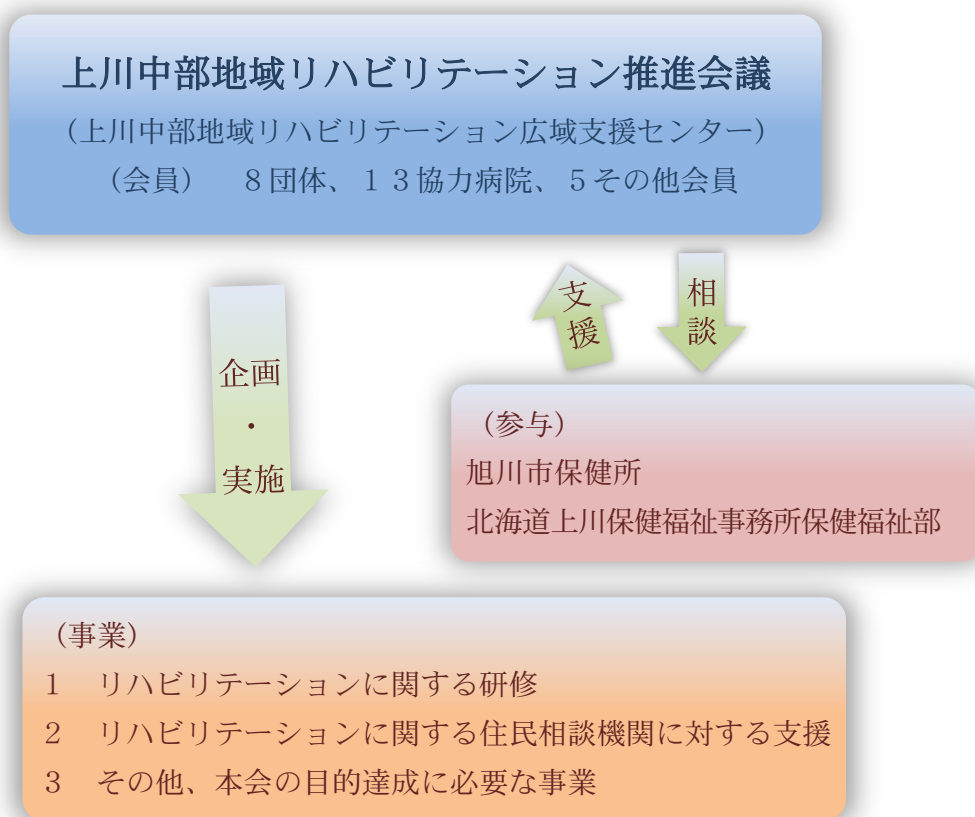 上川中部地域リハビリテーション推進会議
（上川中部地域リハビリテーション広域支援センター）
（会員）　８団体、１３協力病院、５その他会員
企画
・
実施
支援
相談
（参与）
旭川市保健所
北海道上川保健福祉事務所保健福祉部
（事業）
１　リハビリテーションに関する研修
２　リハビリテーションに関する住民相談機関に対する支援
３　その他、本会の目的達成に必要な事業